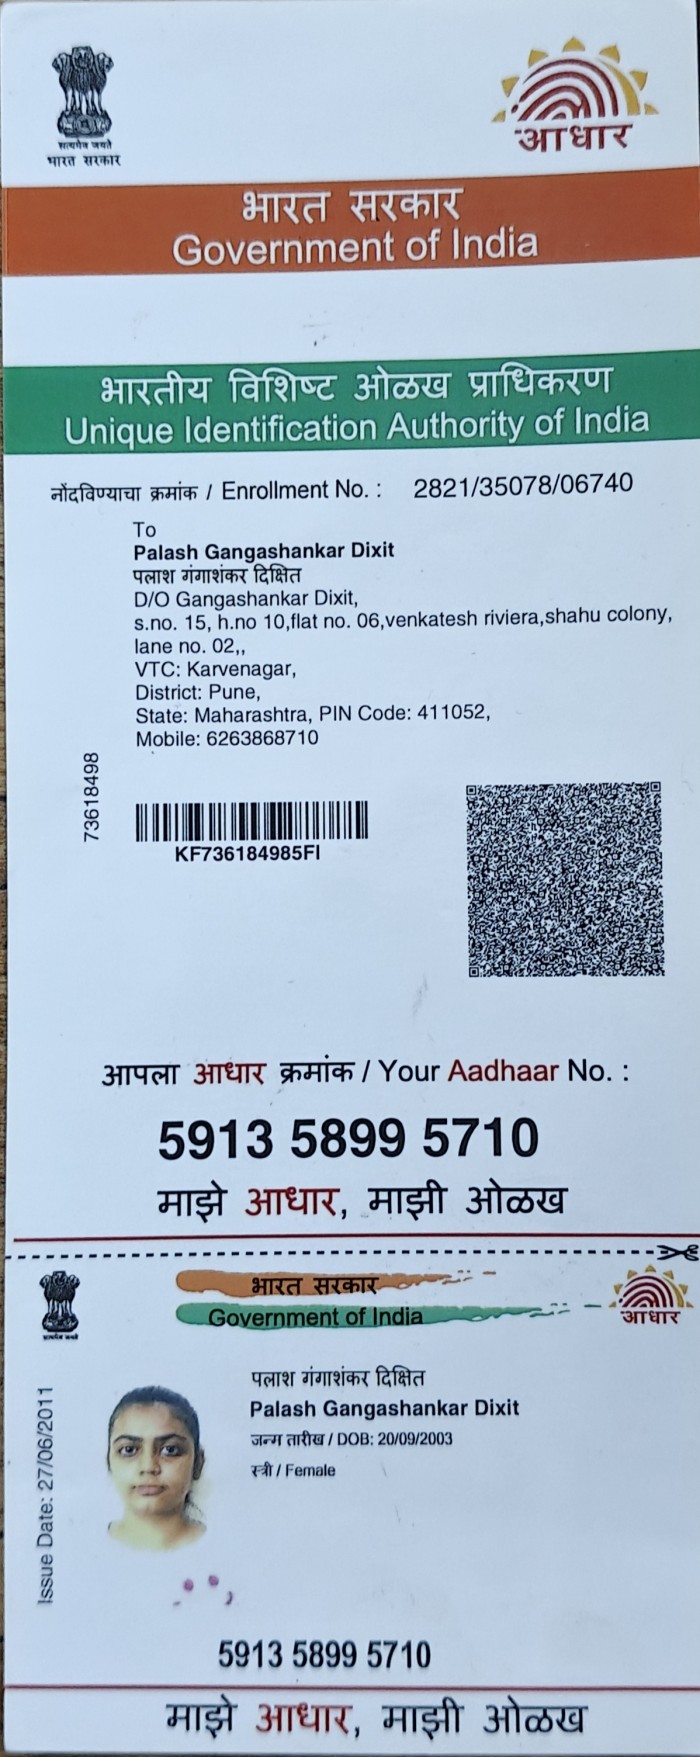 सत्यमेव जयते
भारत सरकार
आधार
भारत सरकार
Government of India
भारतीय विशिष्ट ओळख प्राधिकरण
Unique Identification Authority of India
नोंदविण्याचा क्रमांक / Enrollment No. : 2821/35078/06740
To
Palash Gangashankar Dixit
पलाश गंगाशंकर दिक्षित
D/O Gangashankar Dixit,
s.no. 15, h.no 10,flat no. 06,venkatesh riviera,shahu colony,
lane no. 02,,
VTC: Karvenagar,
District: Pune,
State: Maharashtra, PIN Code: 411052,
Mobile: 6263868710
73618498
KF736184985FI
आपला आधार क्रमांक / Your Aadhaar No. :
5913 5899 5710
माझे आधार, माझी ओळख
सत्यमेव जयते
भारत सरकार
Government of India
आधार
Issue Date: 27/06/2011
पलाश गंगाशंकर दिक्षित
Palash Gangashankar Dixit
जन्म तारीख / DOB: 20/09/2003
स्त्री / Female
5913 5899 5710
माझे आधार, माझी ओळख